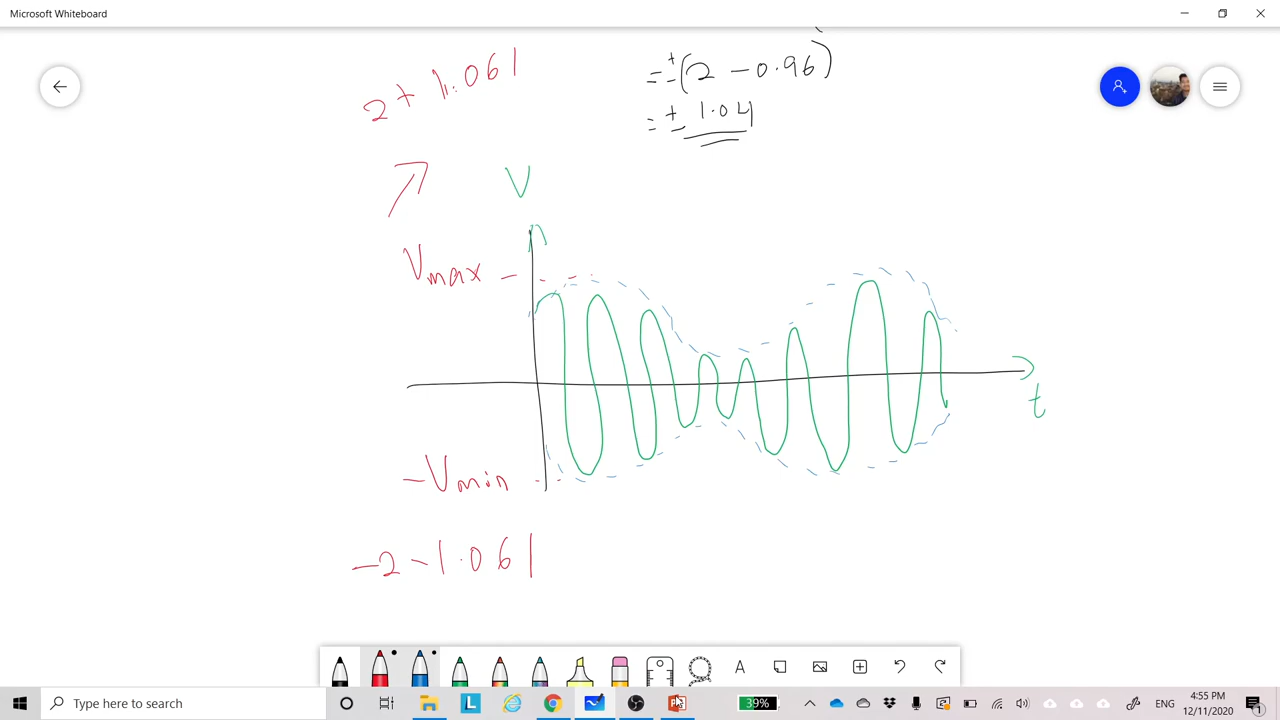 Microsoft Whiteboard
= ± (2 - 0.96)
= ± 1.04
2 + 1.061
V
Vmax
t
-Vmin
-2 - 1.061
A
Type here to search
L
39%
ENG
4:55 PM
12/11/2020
1